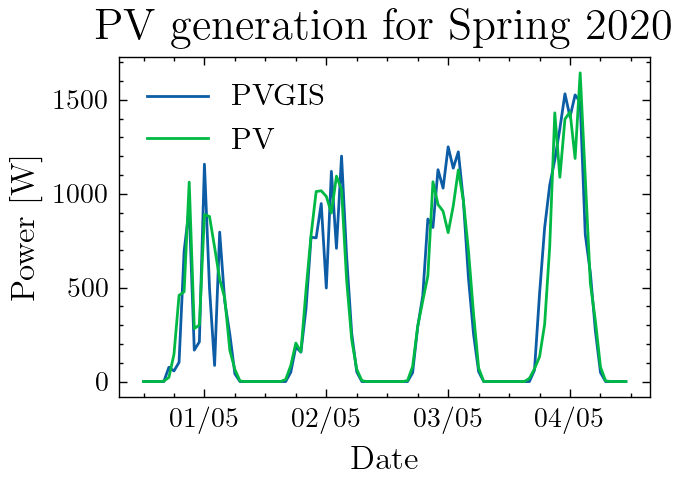 PV generation for Spring 2020
PVGIS
PV
Power [W]
1500
1000
500
0
01/05 02/05 03/05 04/05
Date